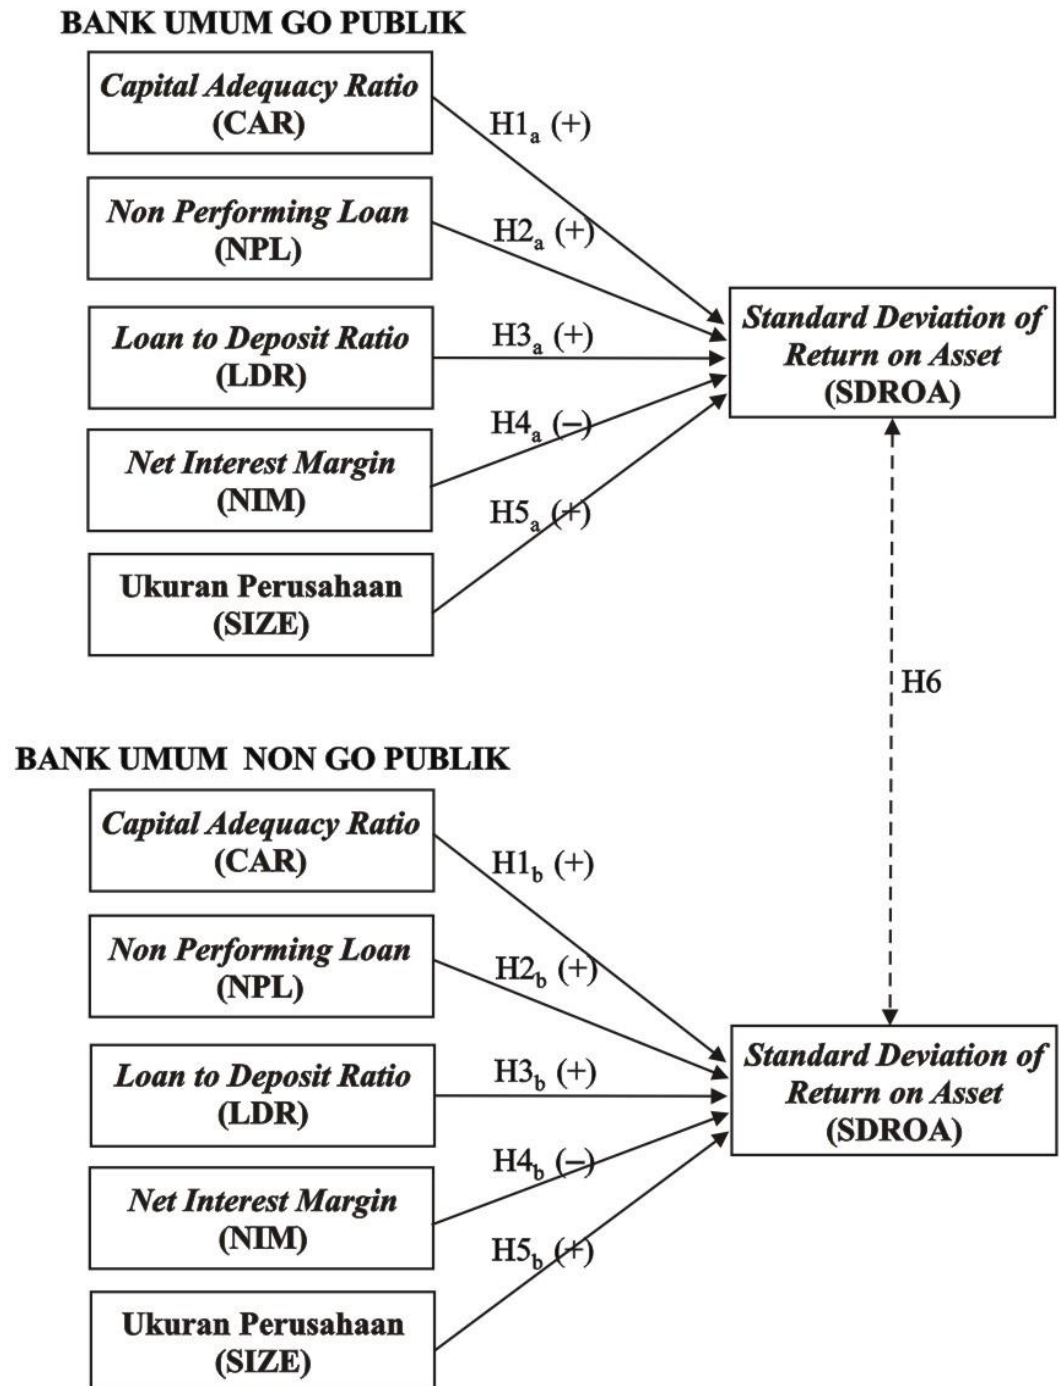 BANK UMUM GO PUBLIK
Capital Adequacy Ratio
(CAR)
H1a (+)
Non Performing Loan
(NPL)
H2a (+)
Loan to Deposit Ratio
(LDR)
H3a (+)
Standard Deviation of
Return on Asset
(SDROA)
Net Interest Margin
(NIM)
H4a (–)
H5a (+)
Ukuran Perusahaan
(SIZE)
H6
BANK UMUM NON GO PUBLIK
Capital Adequacy Ratio
(CAR)
H1b (+)
Non Performing Loan
(NPL)
H2b (+)
Loan to Deposit Ratio
(LDR)
H3b (+)
Standard Deviation of
Return on Asset
(SDROA)
Net Interest Margin
(NIM)
H4b (–)
H5b (+)
Ukuran Perusahaan
(SIZE)